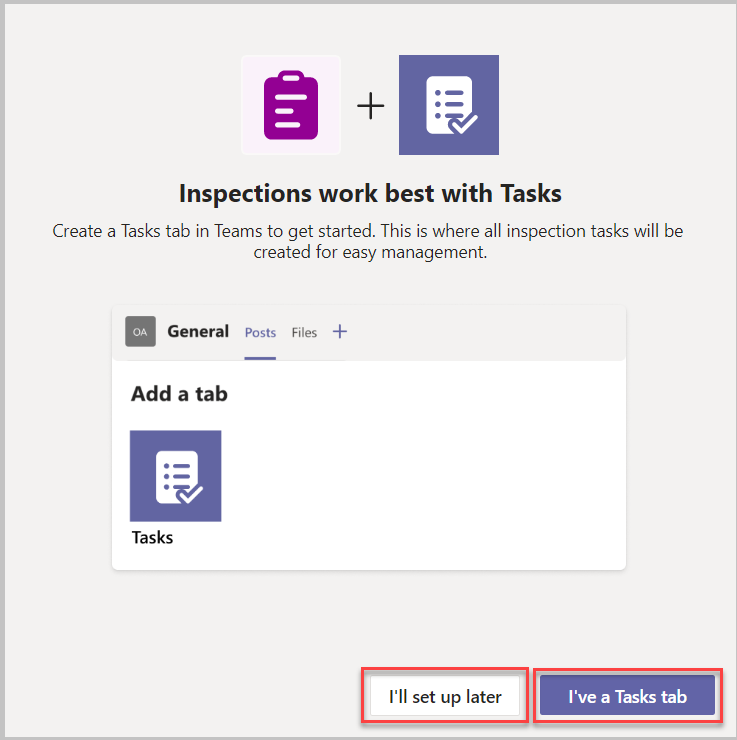 Inspections work best with Tasks
Create a Tasks tab in Teams to get started. This is where all inspection tasks will be
created for easy management.
OA General Posts Files +
Add a tab
Tasks
I'll set up later I've a Tasks tab